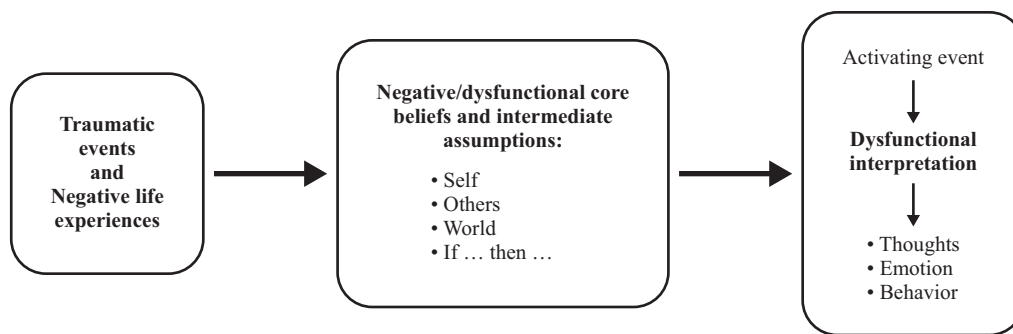 Traumatic
events
and
Negative life
experiences
Negative/dysfunctional core
beliefs and intermediate
assumptions:
• Self
• Others
• World
• If … then …
Activating event
Dysfunctional
interpretation
• Thoughts
• Emotion
• Behavior